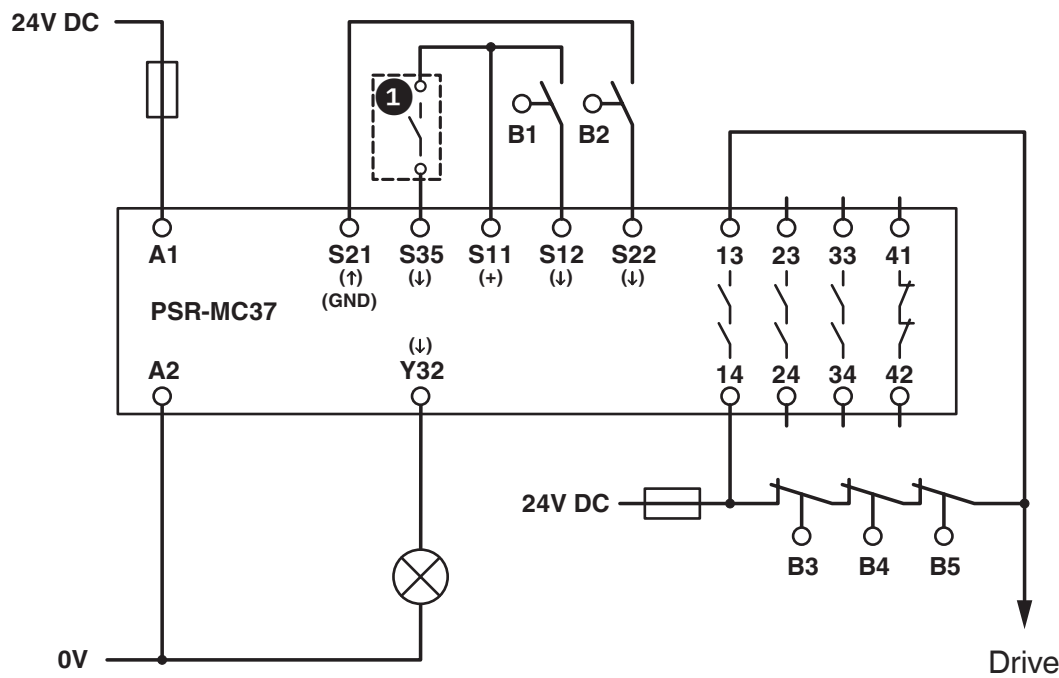 24V DC
1
B1 B2
A1 S21 S35 S11 S12 S22 13 23 33 41
(↑) (↓) (+) (↓) (↓)
(GND)
PSR-MC37
(↓)
A2 Y32 14 24 34 42
24V DC
B3 B4 B5
0V
Drive